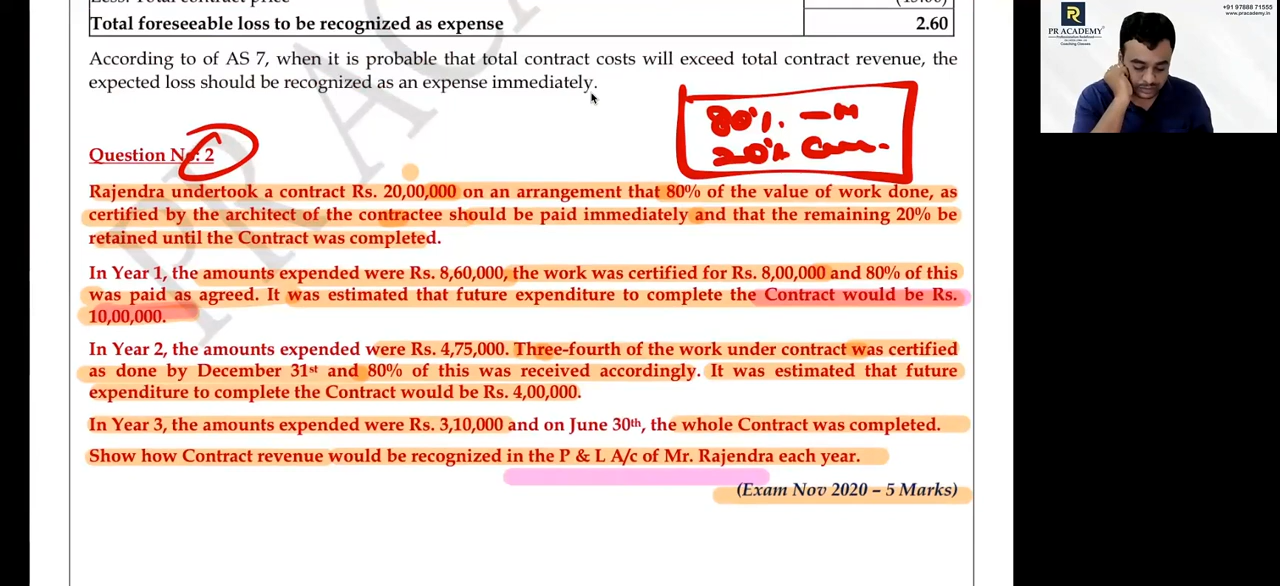 +91 97888 71555
www.pracademy.in
PR ACADEMY
Coaching Classes
Total foreseeable loss to be recognized as expense 2.60
According to of AS 7, when it is probable that total contract costs will exceed total contract revenue, the
expected loss should be recognized as an expense immediately.
80% - M
20%
Question No: 2
Rajendra undertook a contract Rs. 20,00,000 on an arrangement that 80% of the value of work done, as
certified by the architect of the contractee should be paid immediately and that the remaining 20% be
retained until the Contract was completed.
In Year 1, the amounts expended were Rs. 8,60,000, the work was certified for Rs. 8,00,000 and 80% of this
was paid as agreed. It was estimated that future expenditure to complete the Contract would be Rs.
10,00,000.
In Year 2, the amounts expended were Rs. 4,75,000. Three-fourth of the work under contract was certified
as done by December 31st and 80% of this was received accordingly. It was estimated that future
expenditure to complete the Contract would be Rs. 4,00,000.
In Year 3, the amounts expended were Rs. 3,10,000 and on June 30th, the whole Contract was completed.
Show how Contract revenue would be recognized in the P & L A/c of Mr. Rajendra each year.
(Exam Nov 2020 – 5 Marks)